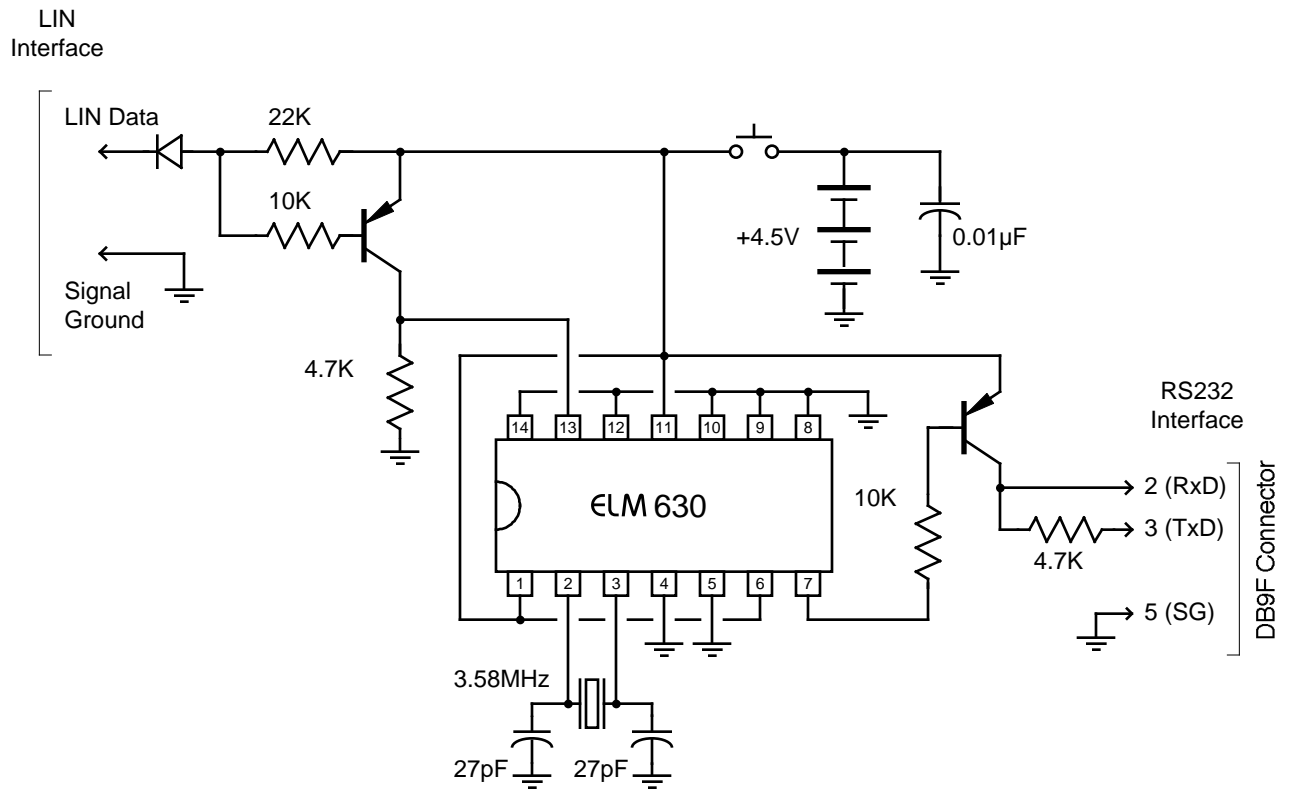 LIN
Interface
LIN Data
22K
10K
+4.5V
0.01µF
Signal
Ground
4.7K
RS232
Interface
14 13 12 11 10 9 8
ELM 630
10K
2 (RxD)
3 (TxD)
4.7K
5 (SG)
DB9F Connector
1 2 3 4 5 6 7
3.58MHz
27pF 27pF